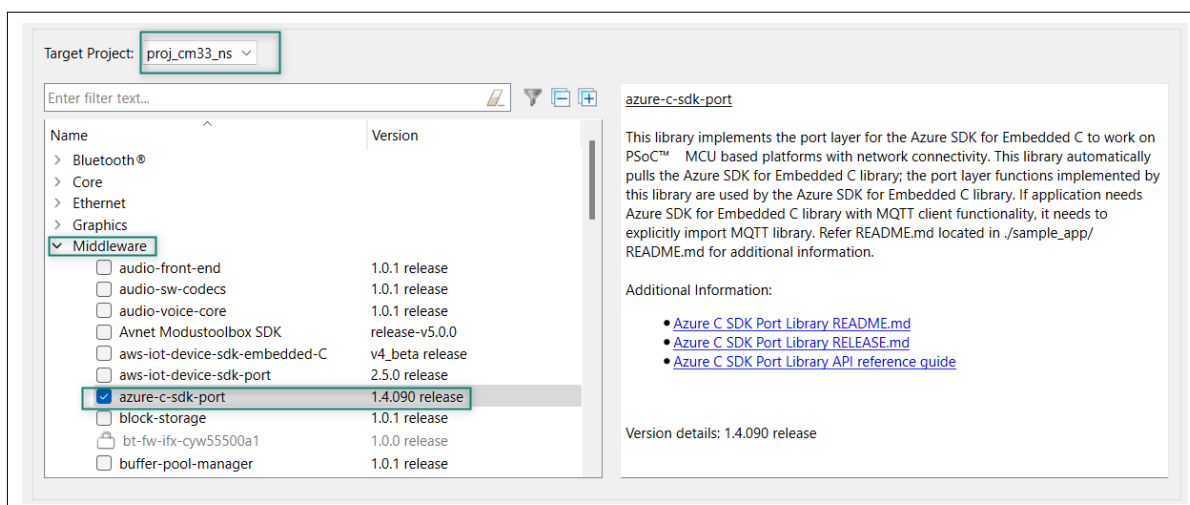 Target Project: proj_cm33_ns
Enter filter text...
Name Version
Bluetooth®
Core
Ethernet
Graphics
Middleware
audio-front-end 1.0.1 release
audio-sw-codecs 1.0.1 release
audio-voice-core 1.0.1 release
Avnet Modustoolbox SDK release-v5.0.0
aws-iot-device-sdk-embedded-C v4_beta release
aws-iot-device-sdk-port 2.5.0 release
azure-c-sdk-port 1.4.090 release
block-storage 1.0.1 release
bt-fw-ifx-cyw55500a1 1.0.0 release
buffer-pool-manager 1.0.1 release
azure-c-sdk-port
This library implements the port layer for the Azure SDK for Embedded C to work on
PSoC™ MCU based platforms with network connectivity. This library automatically
pulls the Azure SDK for Embedded C library; the port layer functions implemented by
this library are used by the Azure SDK for Embedded C library. If application needs
Azure SDK for Embedded C library with MQTT client functionality, it needs to
explicitly import MQTT library. Refer README.md located in ./sample_app/
README.md for additional information.
Additional Information:
• Azure C SDK Port Library README.md
• Azure C SDK Port Library RELEASE.md
• Azure C SDK Port Library API reference guide
Version details: 1.4.090 release